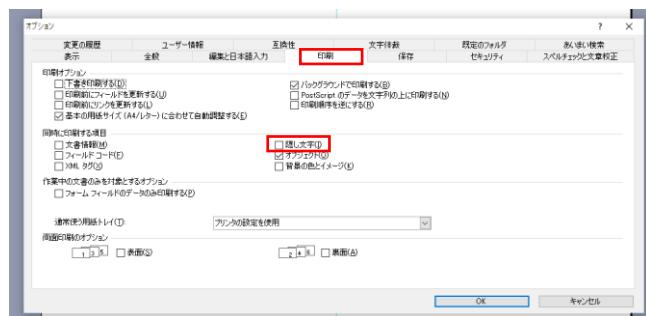 オプション ? ×
変更の履歴 ユーザー情報 互換性 文字体裁 既定のフォルダ あいまい検索
表示 全般 編集と日本語入力 印刷 保存 セキュリティ スペルチェックと文章校正
印刷オプション
下書き印刷する(D) バックグラウンドで印刷する(B)
印刷前にフィールドを更新する(U) PostScript のデータを文字列の上に印刷する(N)
印刷前にリンクを更新する(L) 印刷順序を逆にする(R)
基本の用紙サイズ (A4/レター) に合わせて自動調整する(E)
同時に印刷する項目
文書情報(M) 隠し文字(I)
フィールド コード(F) オブジェクト(O)
XML タグ(X) 背景の色とイメージ(K)
作業中の文書のみを対象とするオプション
フォーム フィールドのデータのみ印刷する(P)
通常使う用紙トレイ(T): プリンタの設定を使用
両面印刷のオプション
1 3 5 表面(S) 2 4 6 裏面(A)
OK キャンセル